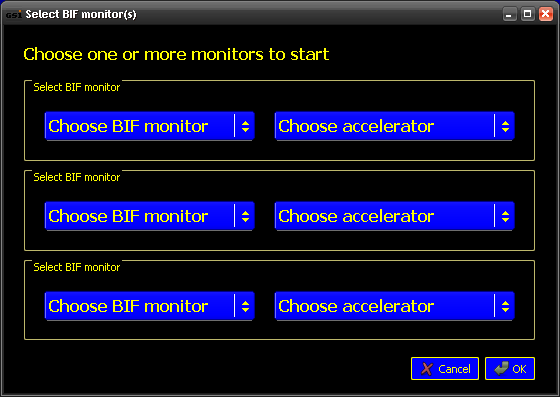 GSI Select BIF monitor(s)
Choose one or more monitors to start
Select BIF monitor
Choose BIF monitor Choose accelerator
Select BIF monitor
Choose BIF monitor Choose accelerator
Select BIF monitor
Choose BIF monitor Choose accelerator
Cancel OK